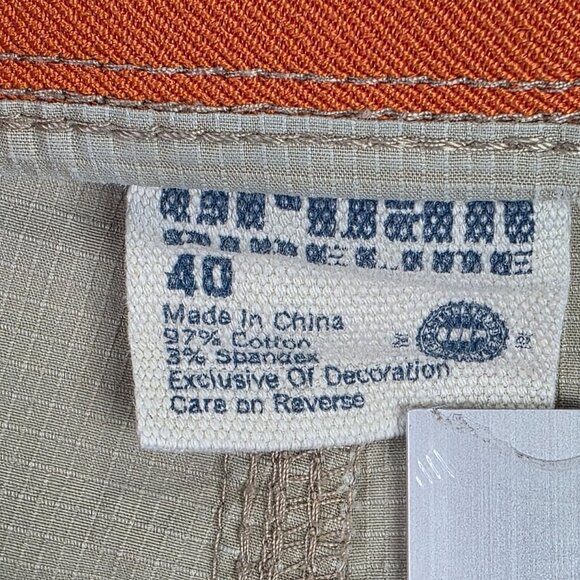 40
Made In China
97% Cotton
3% Spandex
Exclusive Of Decoration
Care on Reverse